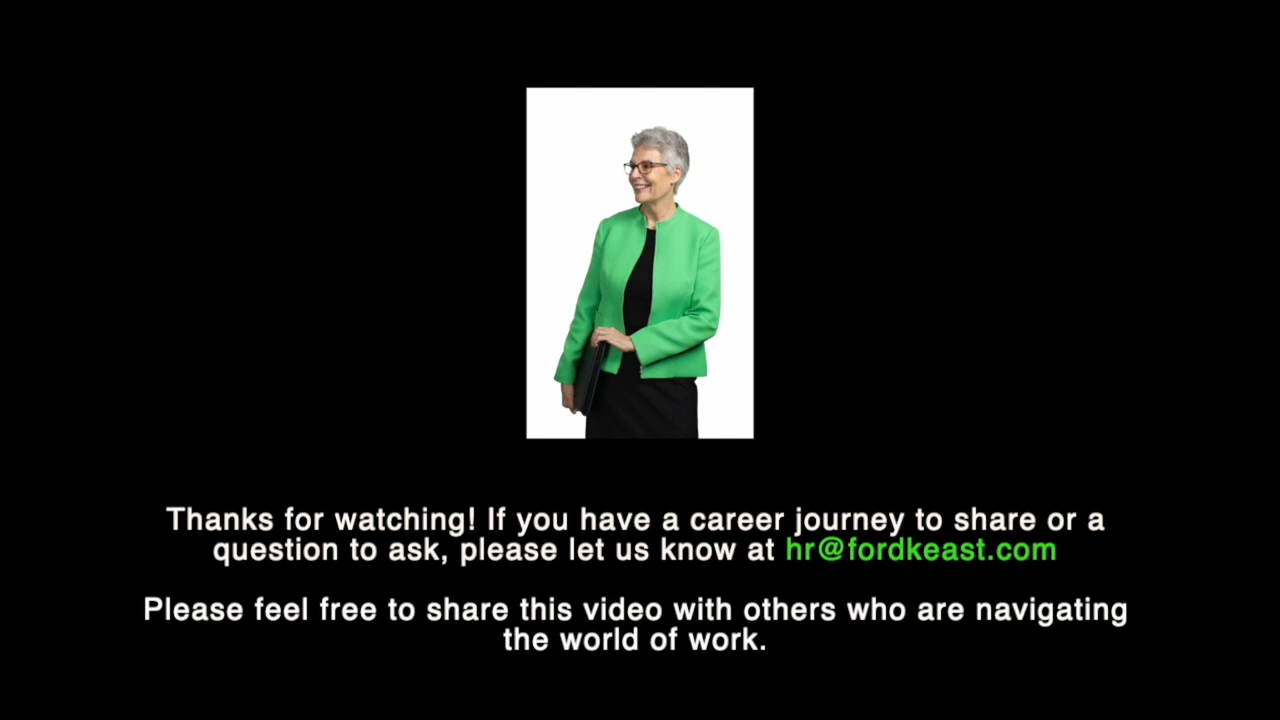 Thanks for watching! If you have a career journey to share or a
question to ask, please let us know at hr@fordkeast.com
Please feel free to share this video with others who are navigating
the world of work.